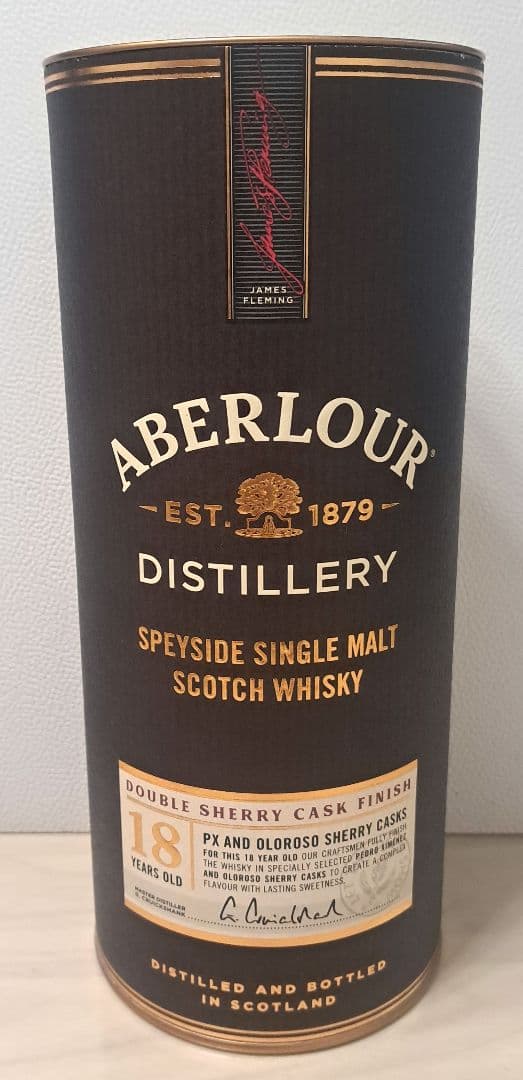 JAMES
FLEMING
ABERLOUR®
EST. 1879
DISTILLERY
SPEYSIDE SINGLE MALT
SCOTCH WHISKY
DOUBLE SHERRY CASK FINISH
18
YEARS OLD
PX AND OLOROSO SHERRY CASKS
FOR THIS 18 YEAR OLD OUR CRAFTSMEN FULLY FINISH
THE WHISKY IN SPECIALLY SELECTED PEDRO XIMÉNEZ
AND OLOROSO SHERRY CASKS TO CREATE A COMPLEX
FLAVOUR WITH LASTING SWEETNESS.
MASTER DISTILLER
G. CRUICKSHANK
DISTILLED AND BOTTLED
IN SCOTLAND